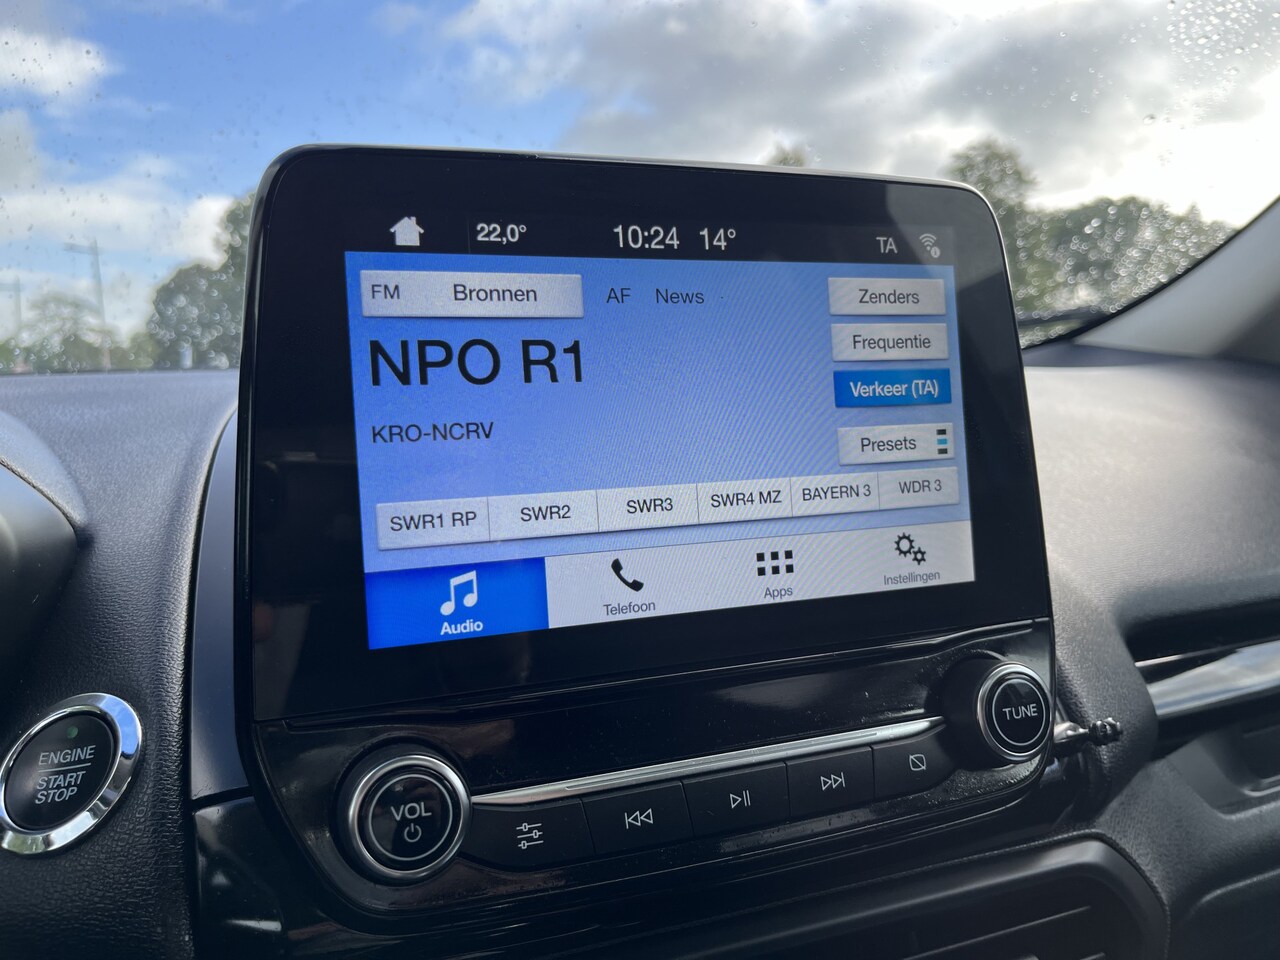 22,0° 10:24 14° TA
FM Bronnen AF News Zenders
NPO R1 Frequentie
Verkeer (TA)
KRO-NCRV Presets
SWR1 RP SWR2 SWR3 SWR4 MZ BAYERN 3 WDR 3
Audio Telefoon Apps Instellingen
TUNE
VOL
ENGINE
START
STOP